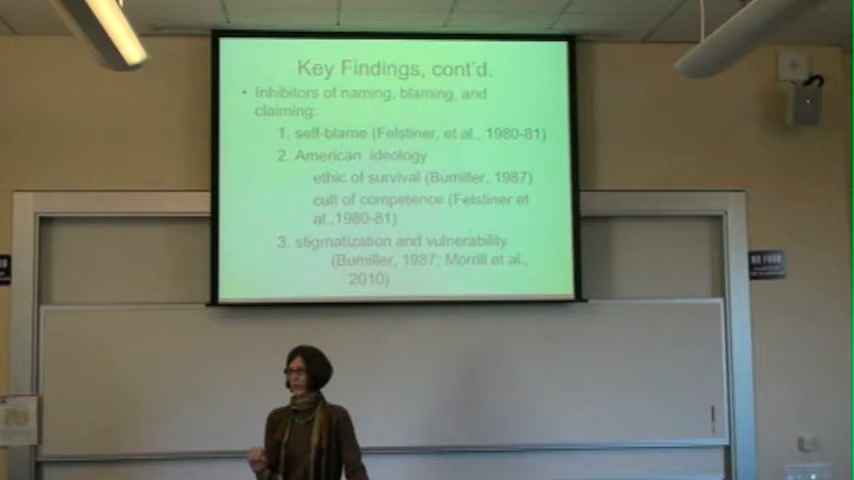 Key Findings, cont'd.
• Inhibitors of naming, blaming, and
claiming:
1. self-blame (Felstiner, et al., 1980-81)
2. American ideology
ethic of survival (Bumiller, 1987)
cult of competence (Felstiner et
al.,1980-81)
3. stigmatization and vulnerability
(Bumiller, 1987; Morrill et al.,
2010)
NO FOOD